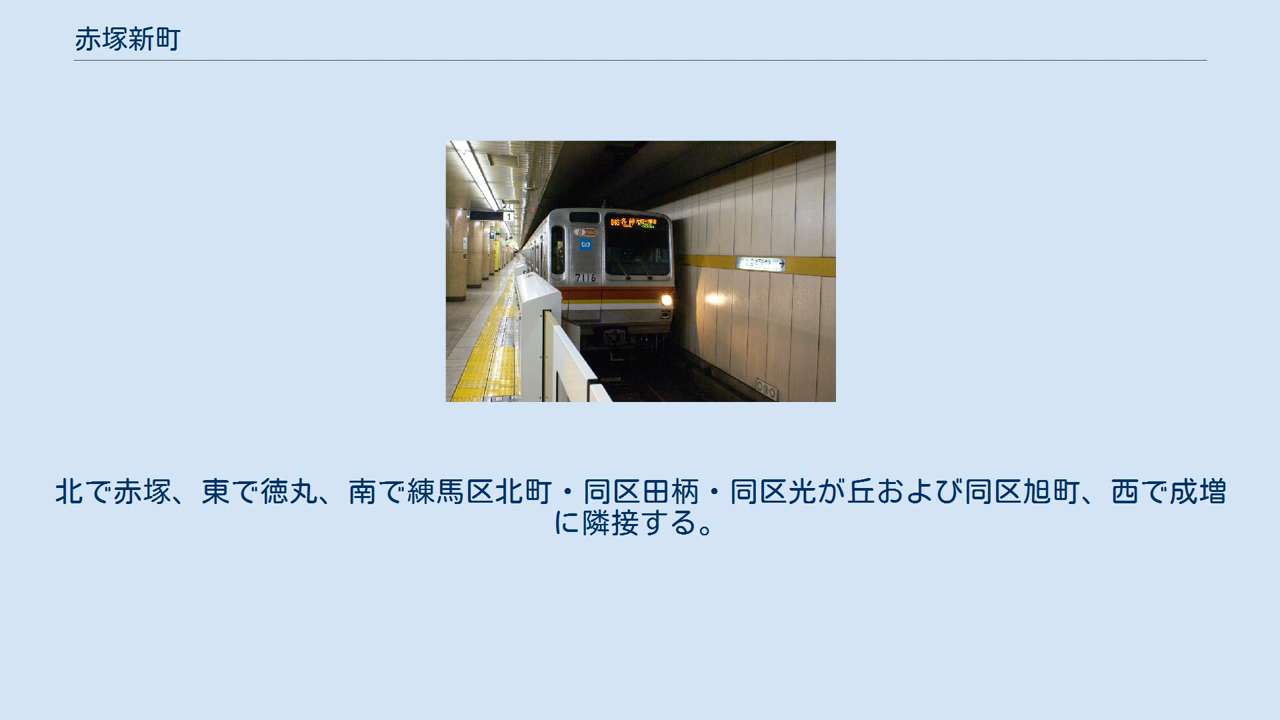 赤塚新町
1
7116
北で赤塚、東で徳丸、南で練馬区北町・同区田柄・同区光が丘および同区旭町、西で成増
に隣接する。